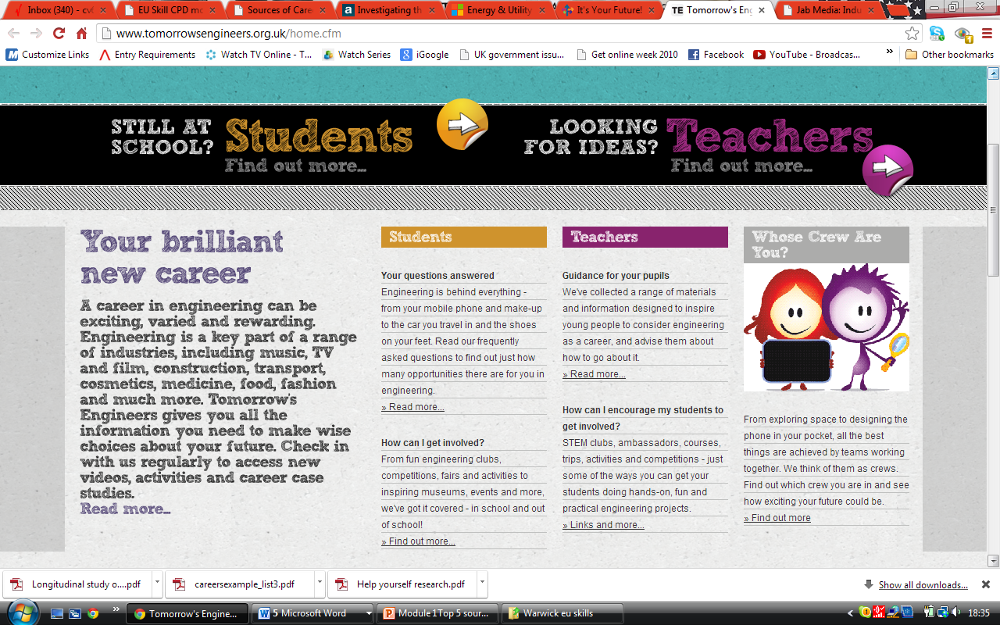 Inbox (340) - cv
EU Skill CPD mo
Sources of Care
Investigating th
Energy & Utility
It's Your Future!
TE Tomorrow's En
Jab Media: Indu
www.tomorrowsengineers.org.uk/home.cfm
Customize Links
Entry Requirements
Watch TV Online - T...
Watch Series
iGoogle
UK government issu...
Get online week 2010
Facebook
YouTube - Broadcas...
»
Other bookmarks
STILL AT
SCHOOL?
Students
Find out more...
LOOKING
FOR IDEAS?
Teachers
Find out more...
Your brilliant
new career
A career in engineering can be
exciting, varied and rewarding.
Engineering is a key part of a range
of industries, including music, TV
and film, construction, transport,
cosmetics, medicine, food, fashion
and much more. Tomorrow's
Engineers gives you all the
information you need to make wise
choices about your future. Check in
with us regularly to access new
videos, activities and career case
studies.
Read more...
Students
Your questions answered
Engineering is behind everything -
from your mobile phone and make-up
to the car you travel in and the shoes
on your feet. Read our frequently
asked questions to find out just how
many opportunities there are for you in
engineering.
» Read more...
How can I get involved?
From fun engineering clubs,
competitions, fairs and activities to
inspiring museums, events and more,
we've got it covered - in school and out
of school!
» Find out more...
Teachers
Guidance for your pupils
We've collected a range of materials
and information designed to inspire
young people to consider engineering
as a career, and advise them about
how to go about it.
» Read more...
How can I encourage my students to
get involved?
STEM clubs, ambassadors, courses,
trips, activities and competitions - just
some of the ways you can get your
students doing hands-on, fun and
practical engineering projects.
» Links and more...
Whose Crew Are
You?
From exploring space to designing the
phone in your pocket, all the best
things are achieved by teams working
together. We think of them as crews.
Find out which crew you are in and see
how exciting your future could be.
» Find out more
Longitudinal study o....pdf
careersexample_list3.pdf
Help yourself research.pdf
Show all downloads...
»
Tomorrow's Engine...
5 Microsoft Word
Module 1Top 5 sour...
Warwick eu skills
18:35